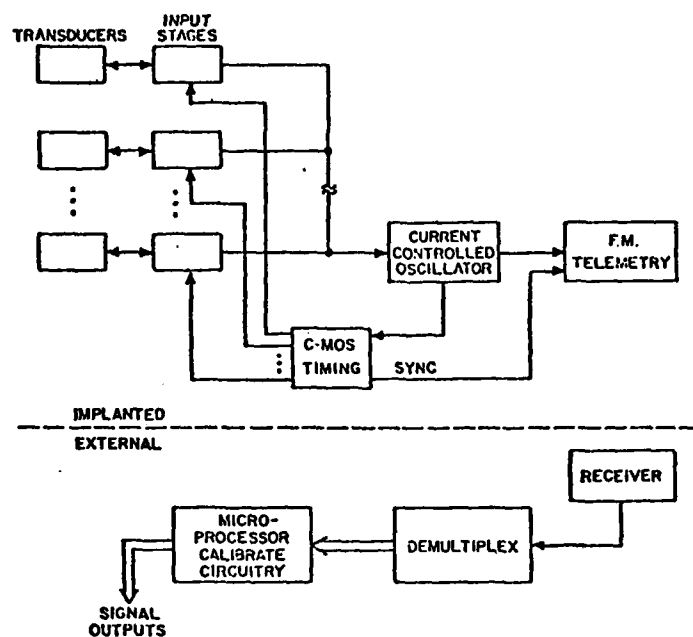 TRANSDUCERS
INPUT
STAGES
CURRENT
CONTROLLED
OSCILLATOR
F.M.
TELEMETRY
C-MOS
TIMING
SYNC
IMPLANTED
EXTERNAL
RECEIVER
MICRO-
PROCESSOR
CALIBRATE
CIRCUITRY
DEMULTIPLEX
SIGNAL
OUTPUTS